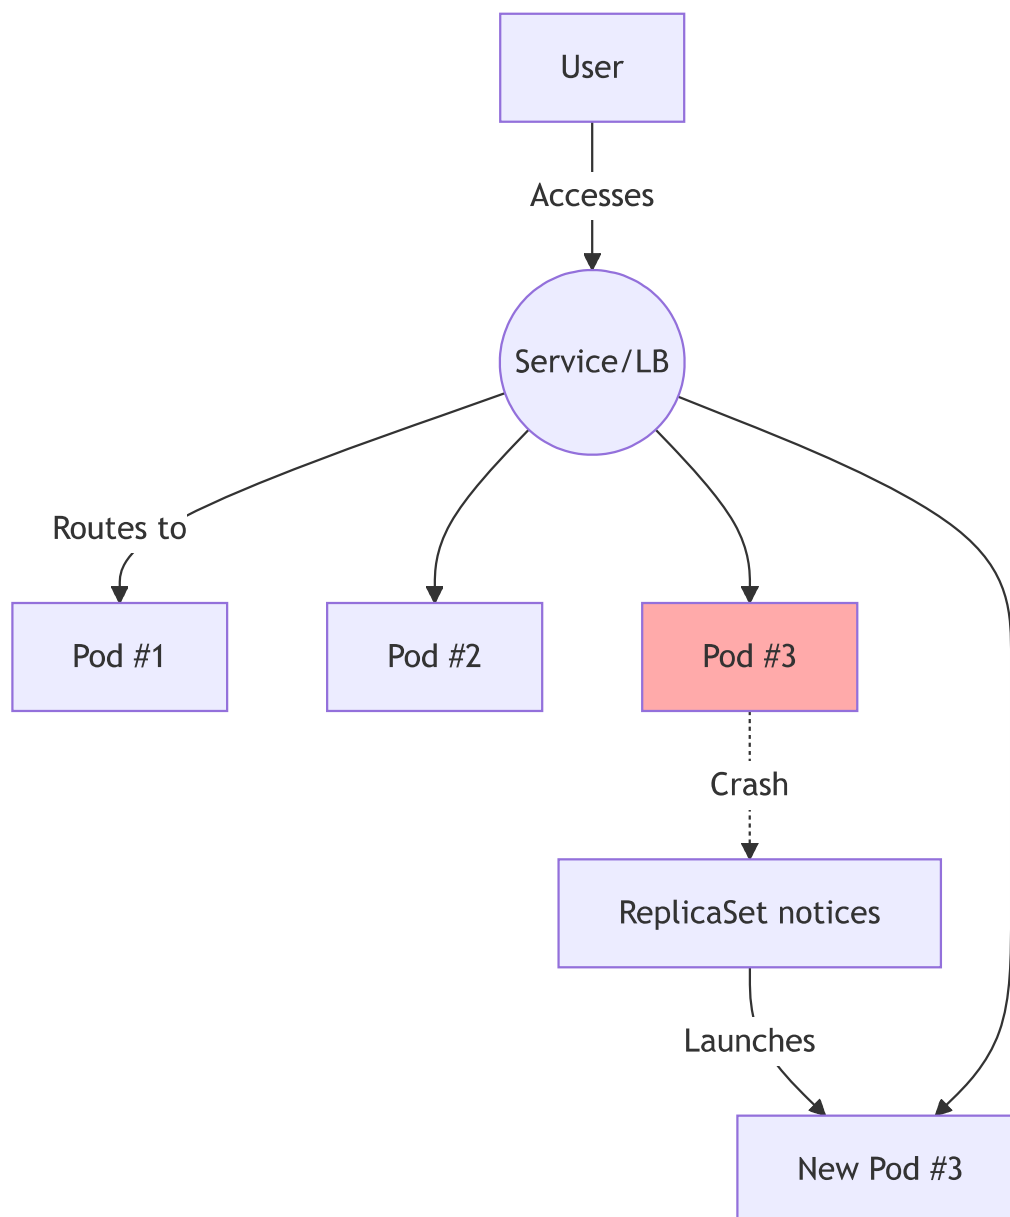 User
Accesses
Service/LB
Routes to
Pod #1
Pod #2
Pod #3
Crash
ReplicaSet notices
Launches
New Pod #3